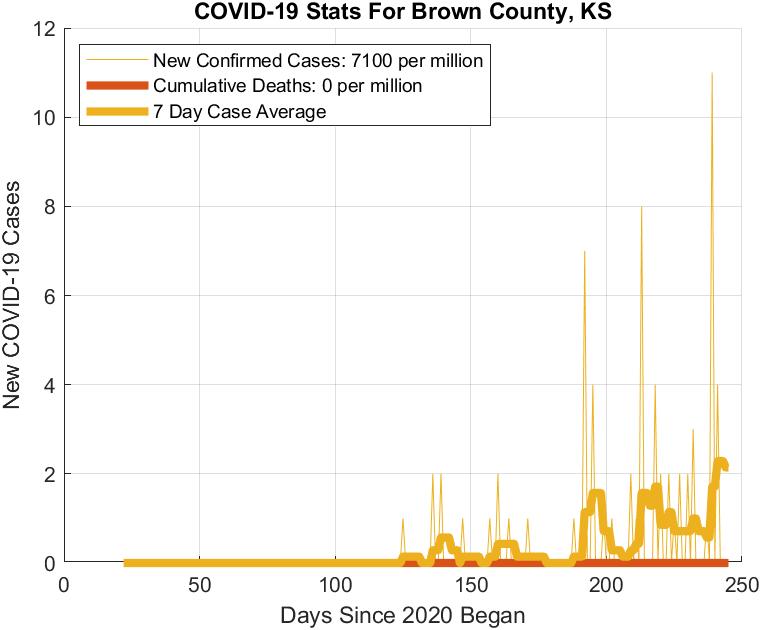 COVID-19 Stats For Brown County, KS
12
New Confirmed Cases: 7100 per million
Cumulative Deaths: 0 per million
7 Day Case Average
10
8
6
4
2
0
New COVID-19 Cases
0 50 100 150 200 250
Days Since 2020 Began